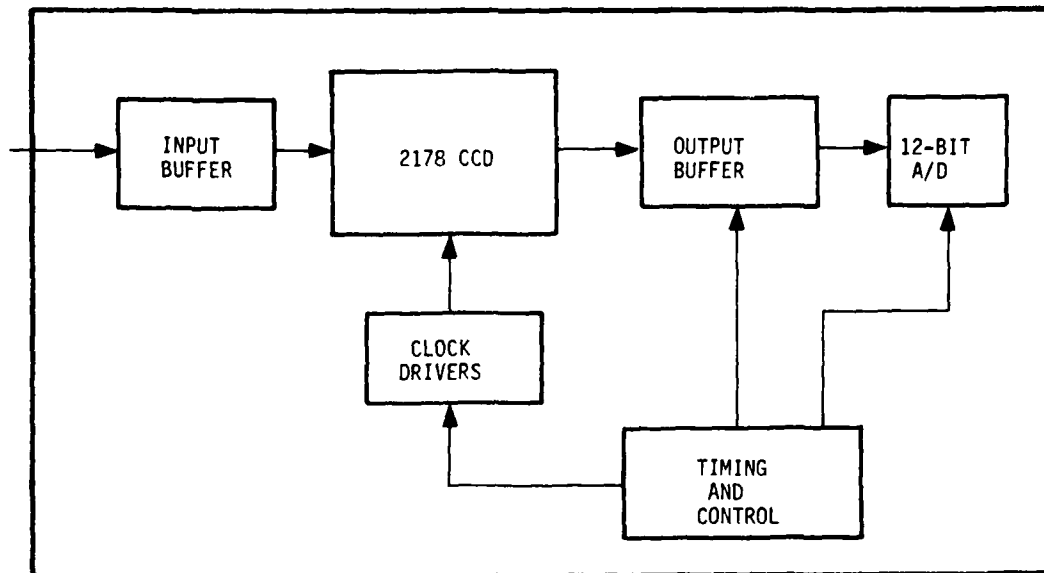 INPUT
BUFFER
2178 CCD
OUTPUT
BUFFER
12-BIT
A/D
CLOCK
DRIVERS
TIMING
AND
CONTROL